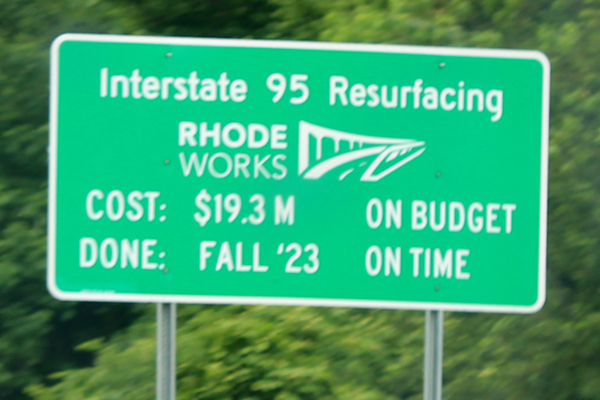 Interstate 95 Resurfacing
RHODE
WORKS
COST: $19.3 M ON BUDGET
DONE: FALL '23 ON TIME